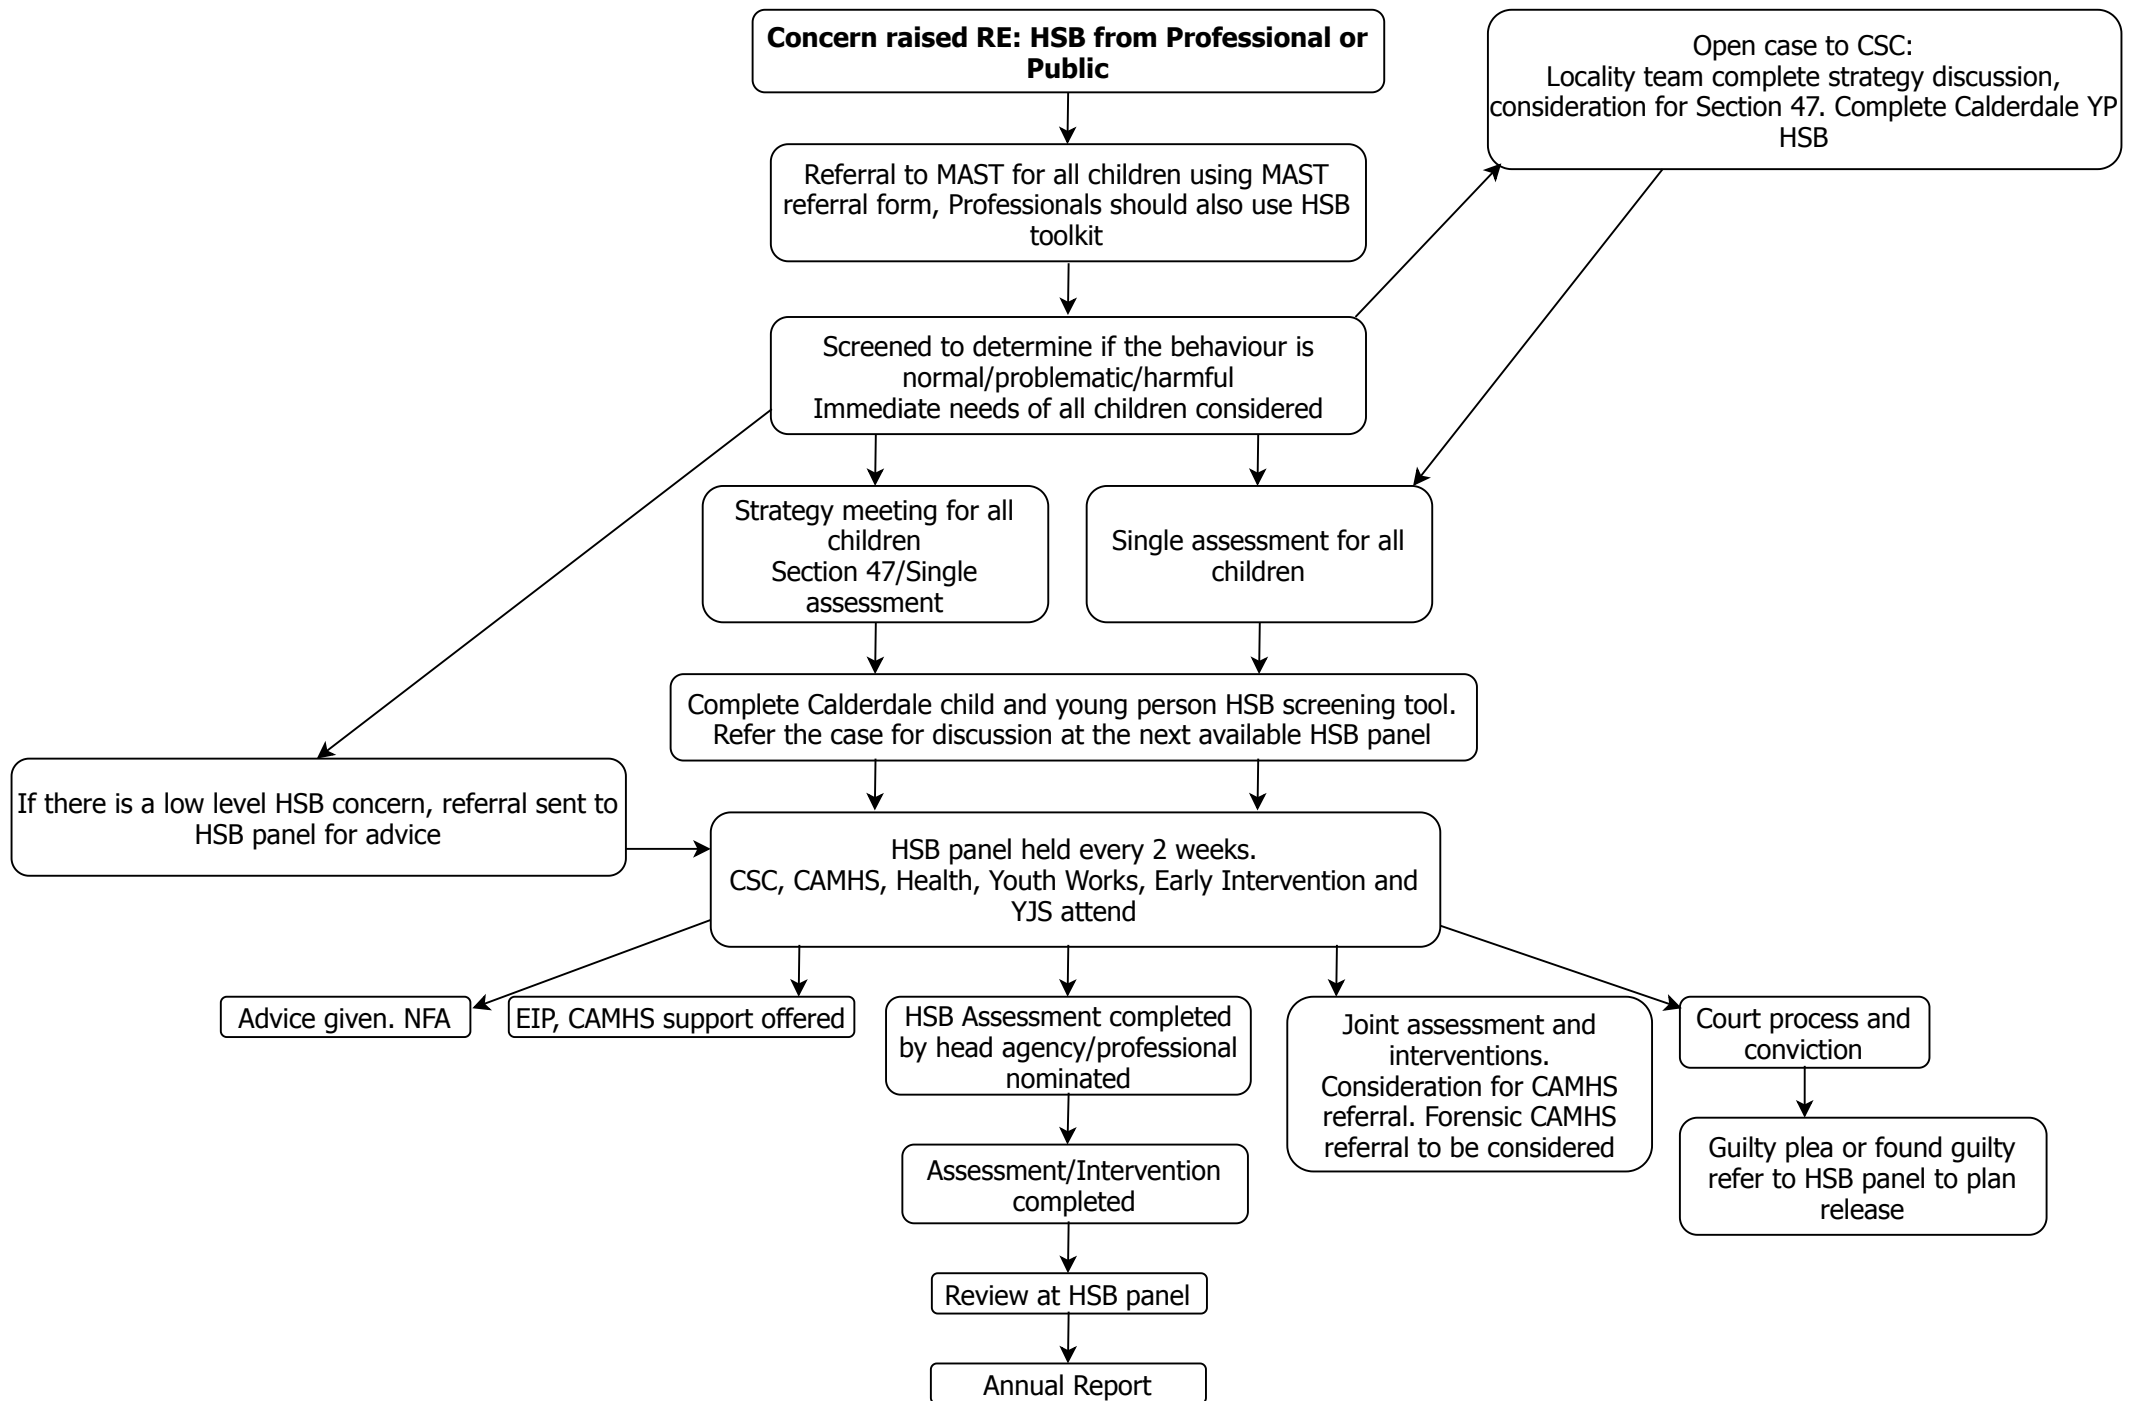 Concern raised RE: HSB from Professional or
Public
Open case to CSC:
Locality team complete strategy discussion,
consideration for Section 47. Complete Calderdale YP
HSB
Referral to MAST for all children using MAST
referral form, Professionals should also use HSB
toolkit
Screened to determine if the behaviour is
normal/problematic/harmful
Immediate needs of all children considered
Strategy meeting for all
children
Section 47/Single
assessment
Single assessment for all
children
Complete Calderdale child and young person HSB screening tool.
Refer the case for discussion at the next available HSB panel
If there is a low level HSB concern, referral sent to
HSB panel for advice
HSB panel held every 2 weeks.
CSC, CAMHS, Health, Youth Works, Early Intervention and
YJS attend
Advice given. NFA
EIP, CAMHS support offered
HSB Assessment completed
by head agency/professional
nominated
Joint assessment and
interventions.
Consideration for CAMHS
referral. Forensic CAMHS
referral to be considered
Court process and
conviction
Guilty plea or found guilty
refer to HSB panel to plan
release
Assessment/Intervention
completed
Review at HSB panel
Annual Report